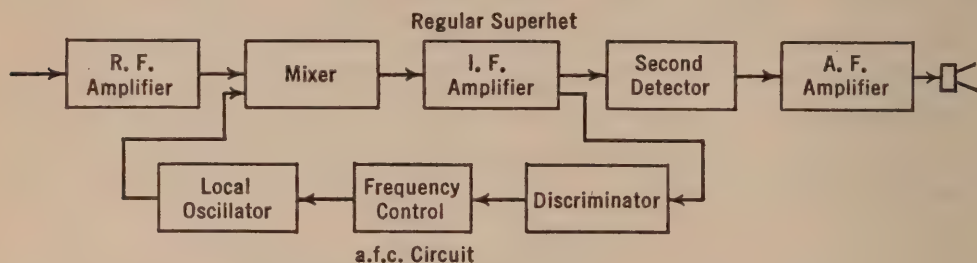 Regular Superhet
R. F.
Amplifier
Mixer
I. F.
Amplifier
Second
Detector
A. F.
Amplifier
Local
Oscillator
Frequency
Control
Discriminator
a.f.c. Circuit